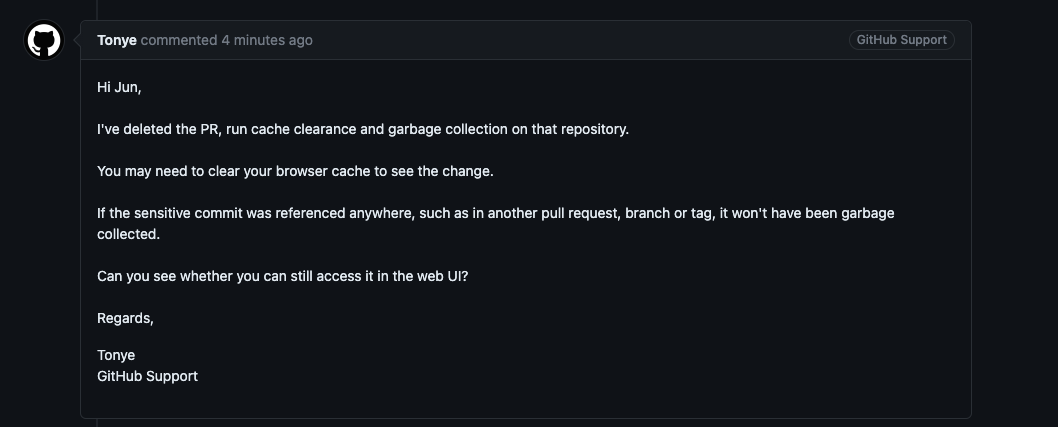 Tonye commented 4 minutes ago GitHub Support
Hi Jun,
I've deleted the PR, run cache clearance and garbage collection on that repository.
You may need to clear your browser cache to see the change.
If the sensitive commit was referenced anywhere, such as in another pull request, branch or tag, it won't have been garbage
collected.
Can you see whether you can still access it in the web UI?
Regards,
Tonye
GitHub Support